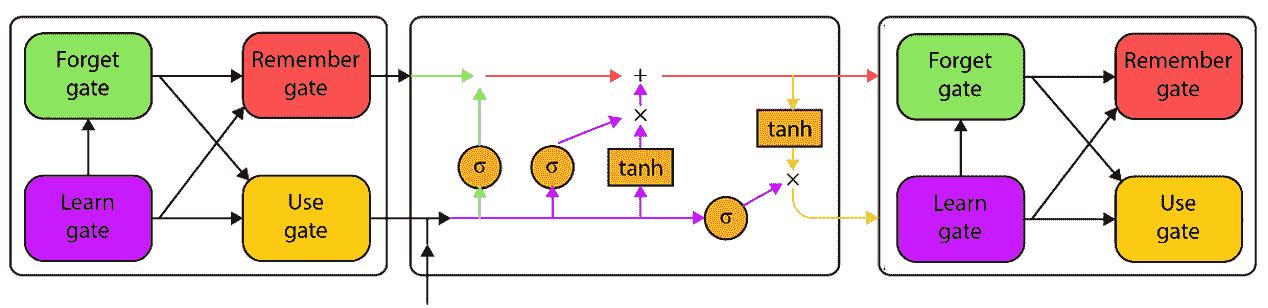 Forget
gate
Remember
gate
Learn
gate
Use
gate
+
×
σ
σ
tanh
σ
tanh
×
Forget
gate
Remember
gate
Learn
gate
Use
gate